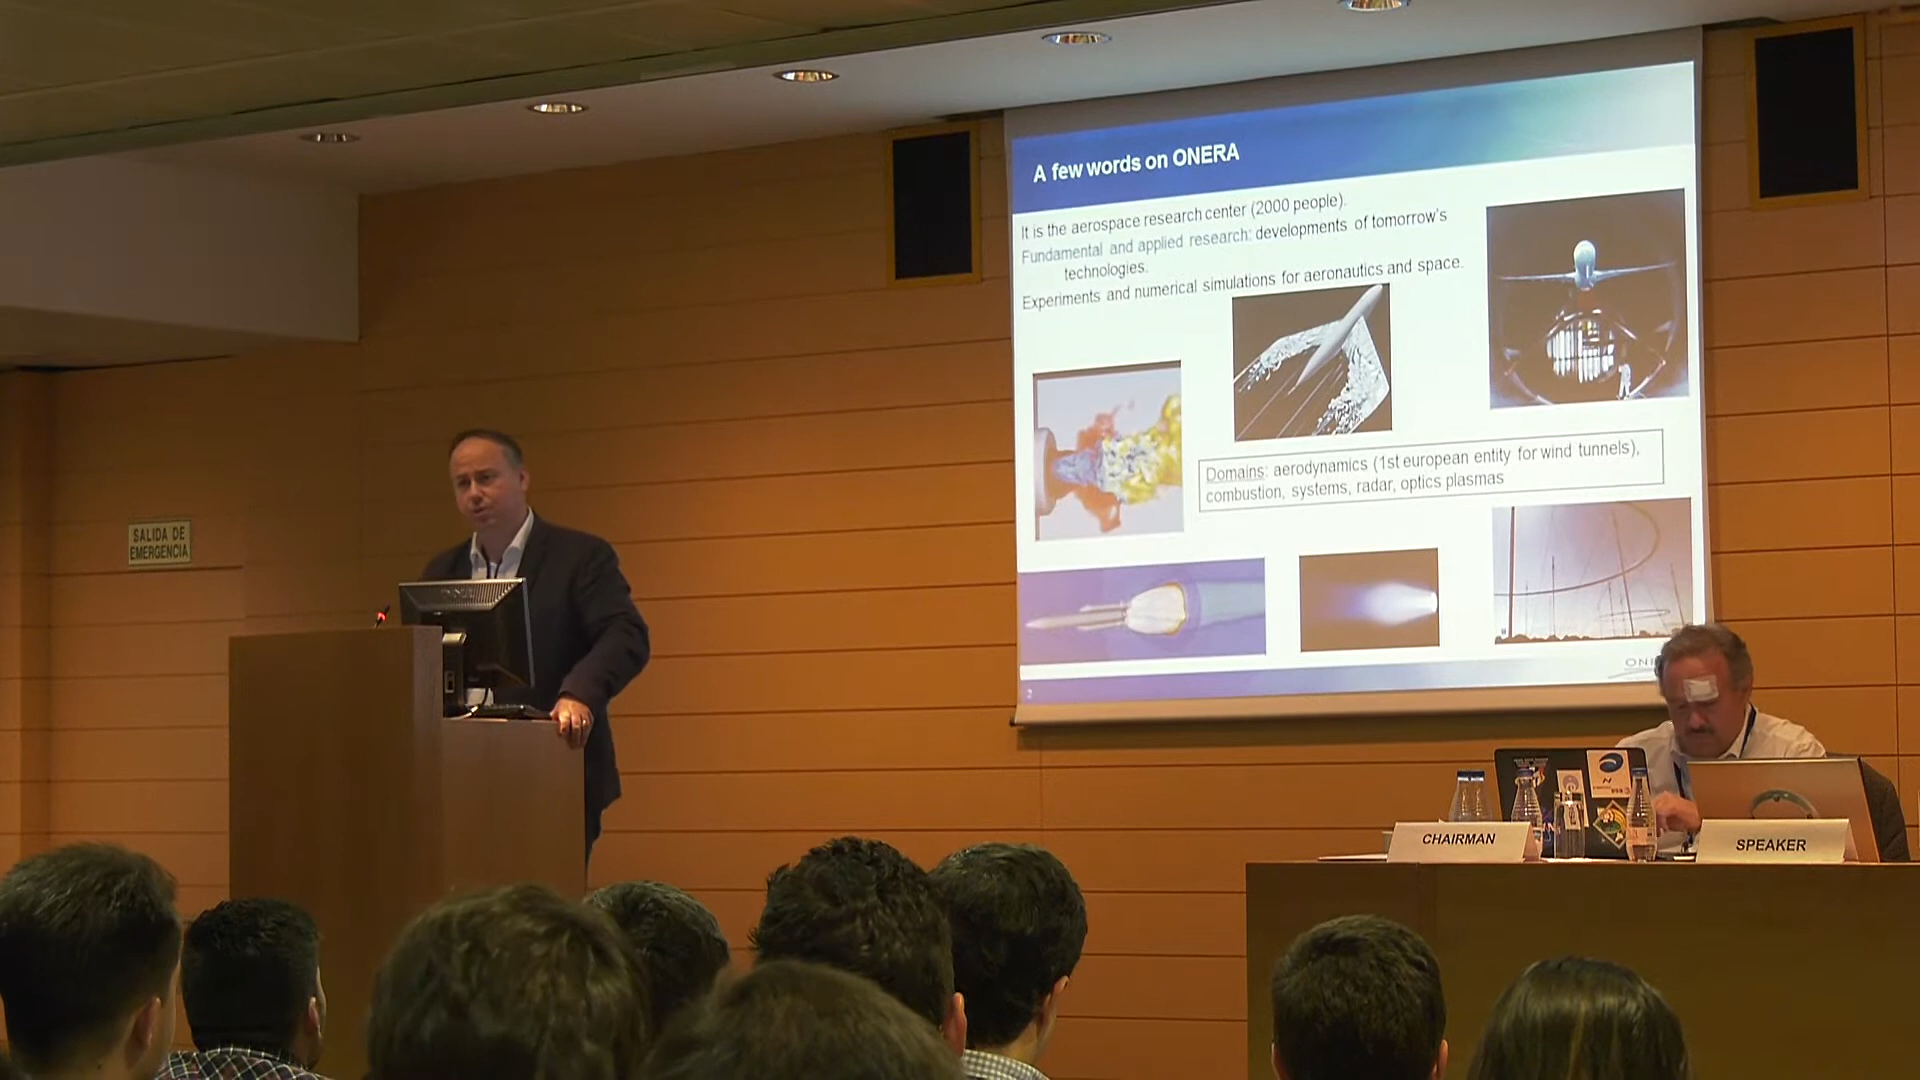 A few words on ONERA
It is the aerospace research center (2000 people).
Fundamental and applied research: developments of tomorrow's
technologies.
Experiments and numerical simulations for aeronautics and space.
Domains: aerodynamics (1st european entity for wind tunnels),
combustion, systems, radar, optics plasmas
2
SALIDA DE
EMERGENCIA
CHAIRMAN
SPEAKER